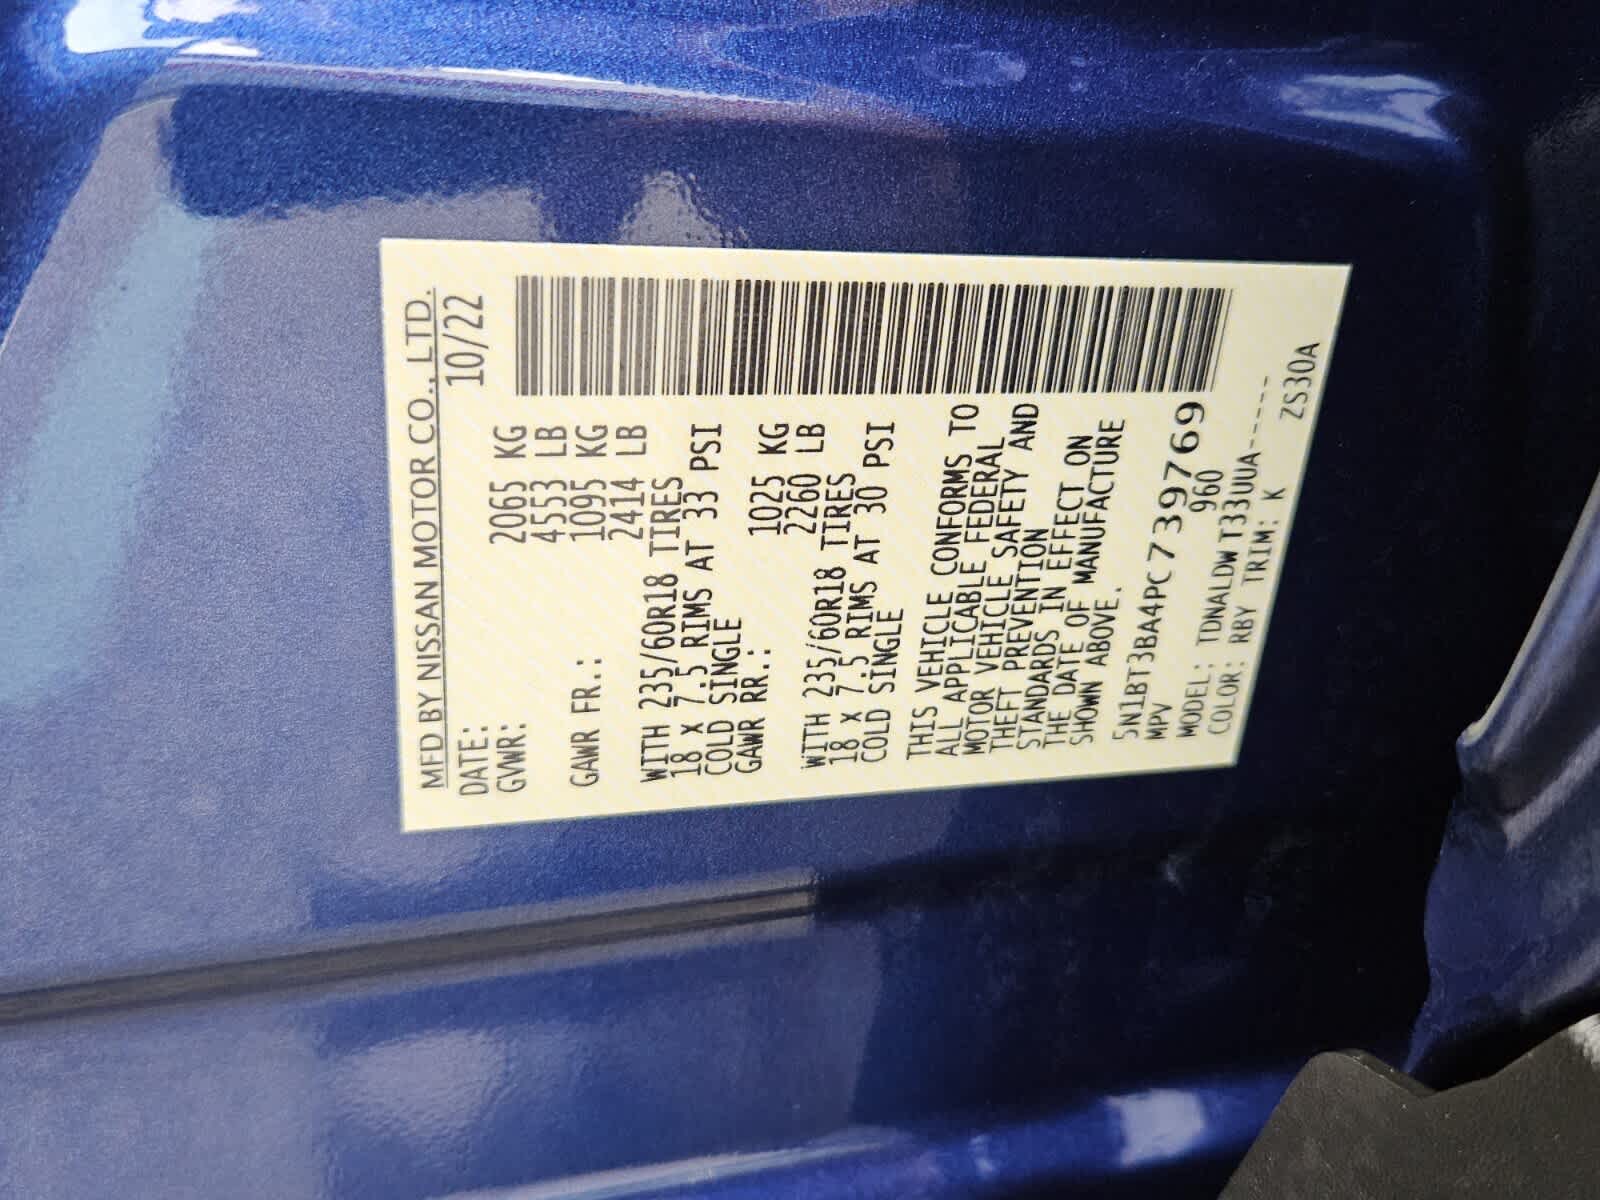 MFD BY NISSAN MOTOR CO., LTD.
DATE: 10/22
GVWR: 2065 KG
4553 LB
GAWR FR.: 1095 KG
2414 LB
WITH 235/60R18 TIRES
18 X 7.5 RIMS AT 33 PSI
COLD SINGLE
GAWR RR.: 1025 KG
2260 LB
WITH 235/60R18 TIRES
18 X 7.5 RIMS AT 30 PSI
COLD SINGLE
THIS VEHICLE CONFORMS TO
ALL APPLICABLE FEDERAL
MOTOR VEHICLE SAFETY AND
THEFT PREVENTION
STANDARDS IN EFFECT ON
THE DATE OF MANUFACTURE
SHOWN ABOVE.
5N1BT3BA4PC739769
MPV 960
MODEL: TDNALDWT33UUA-----
COLOR: RBY TRIM: K ZS30A